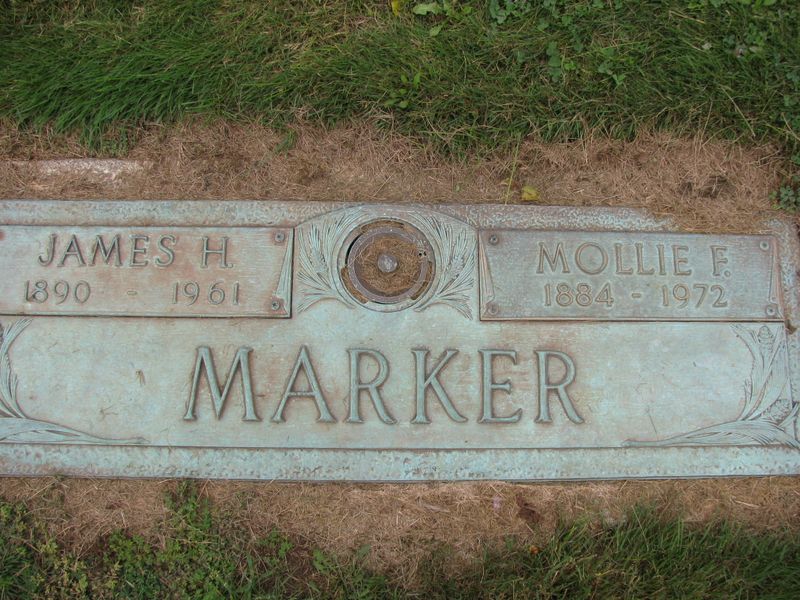 JAMES H.
1890 - 1961
MOLLIE F.
1884 - 1972
MARKER